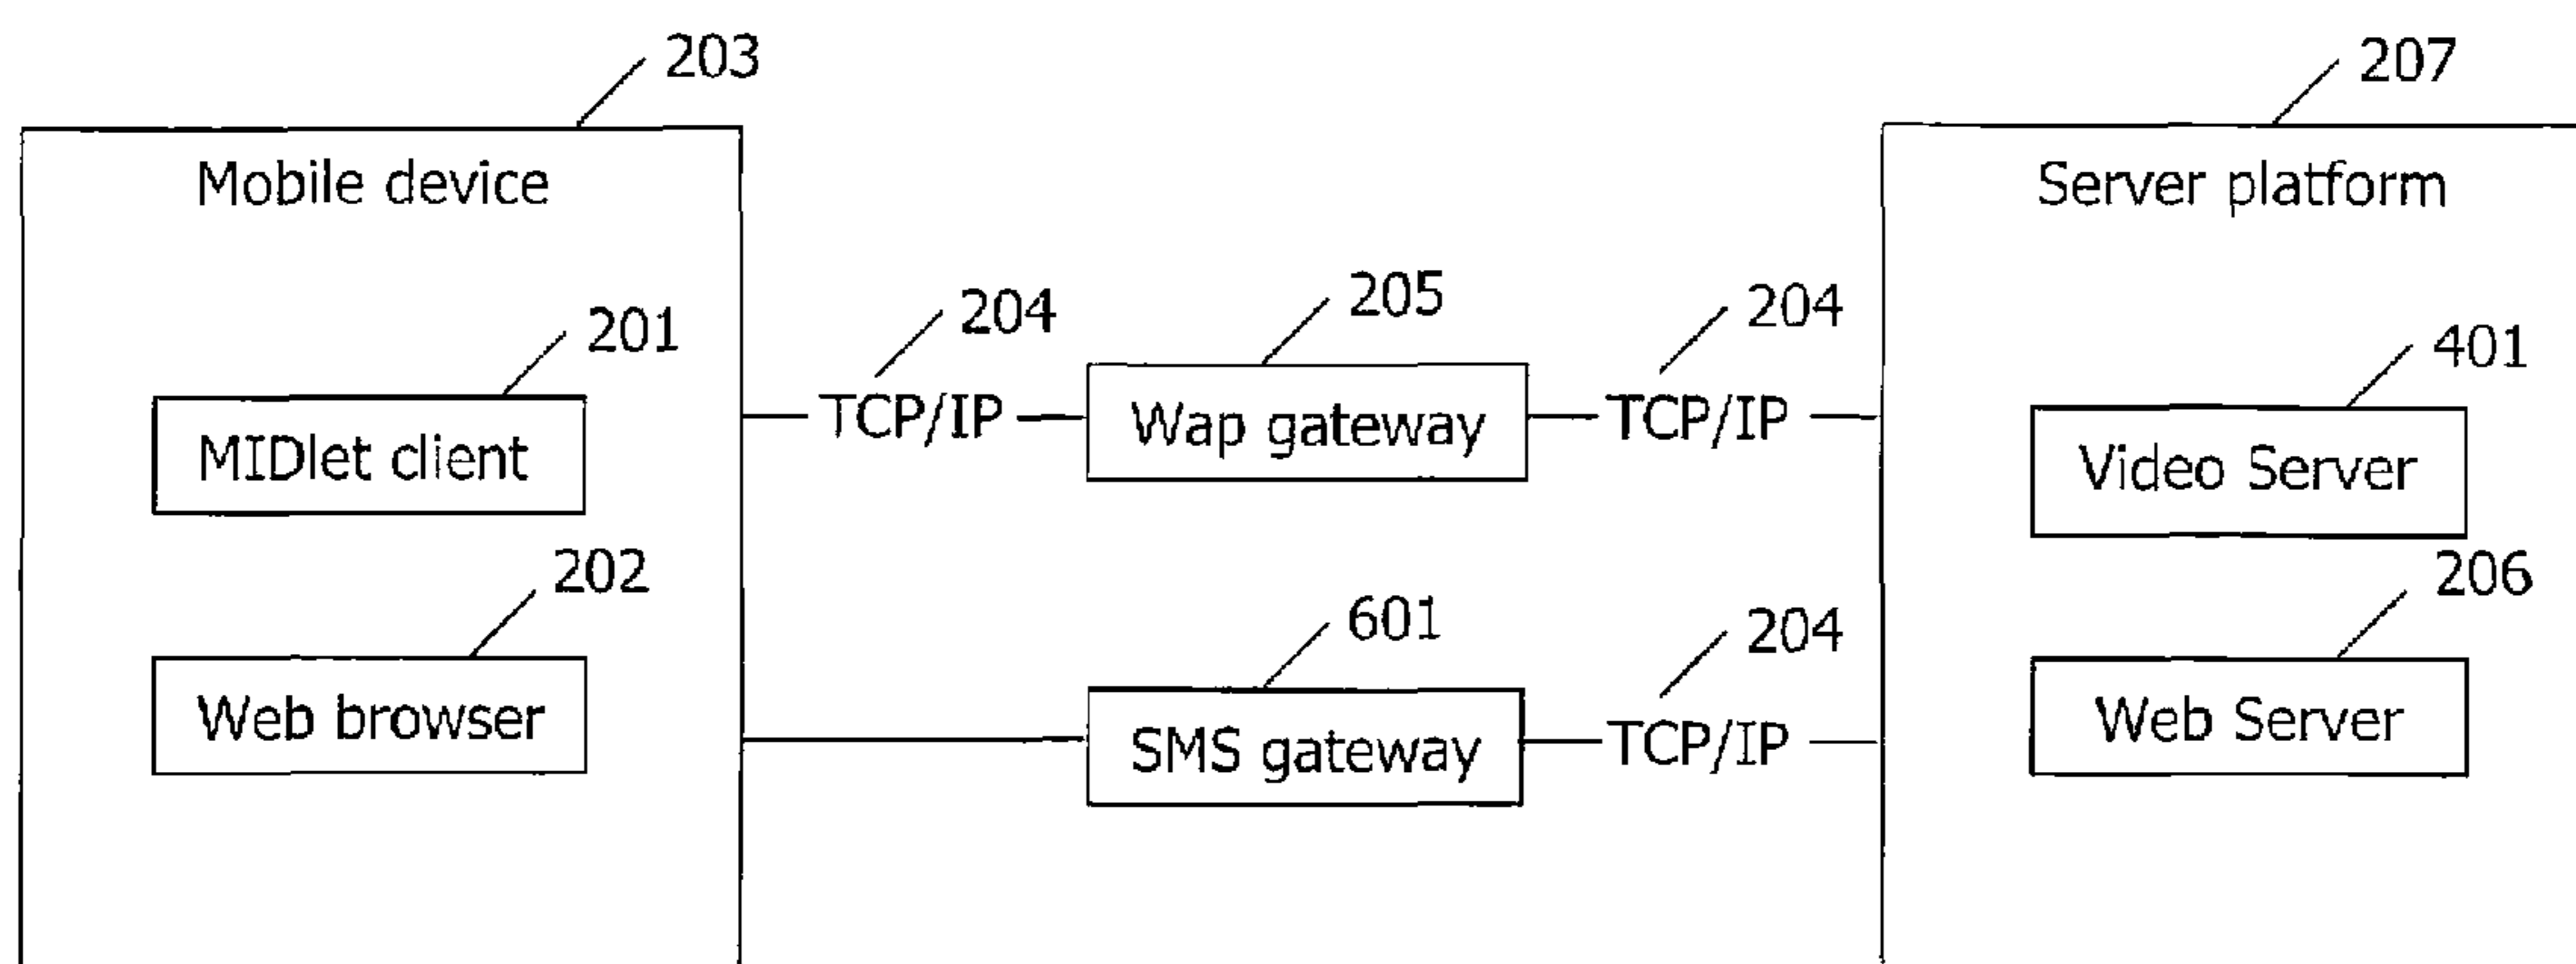 203
207
Mobile device
Server platform
204
205
204
201
401
TCP/IP
Wap gateway
TCP/IP
MIDlet client
Video Server
202
601
204
206
Web browser
SMS gateway
TCP/IP
Web Server